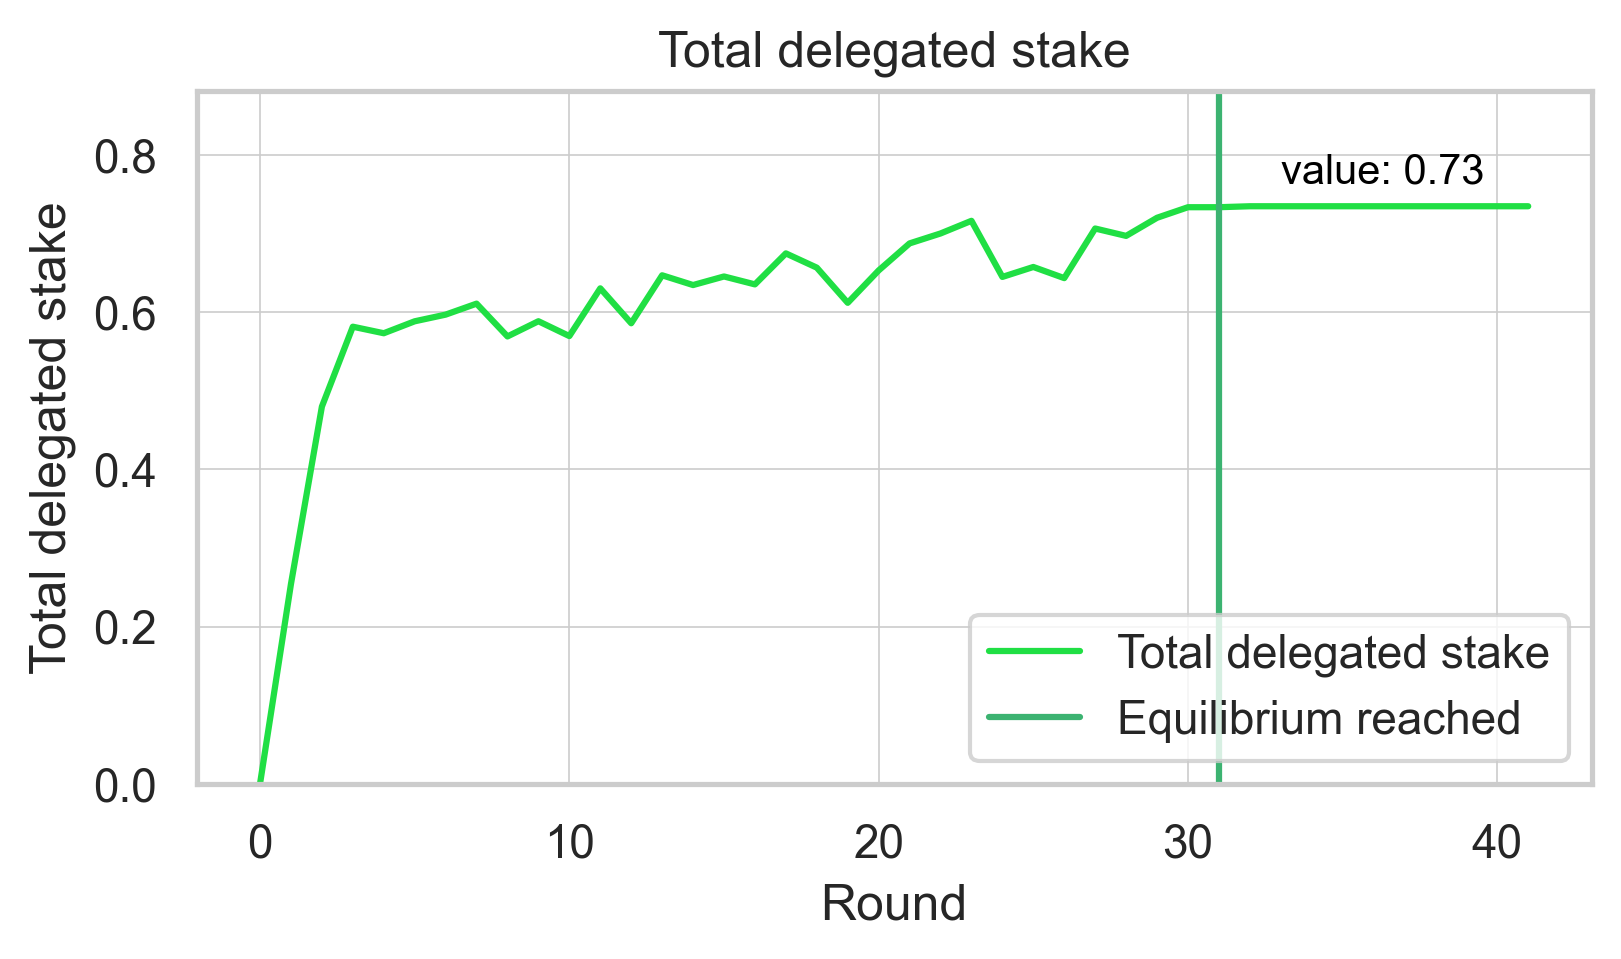 Total delegated stake
Total delegated stake
0.8
0.6
0.4
0.2
0.0
value: 0.73
Total delegated stake
Equilibrium reached
0 10 20 30 40
Round